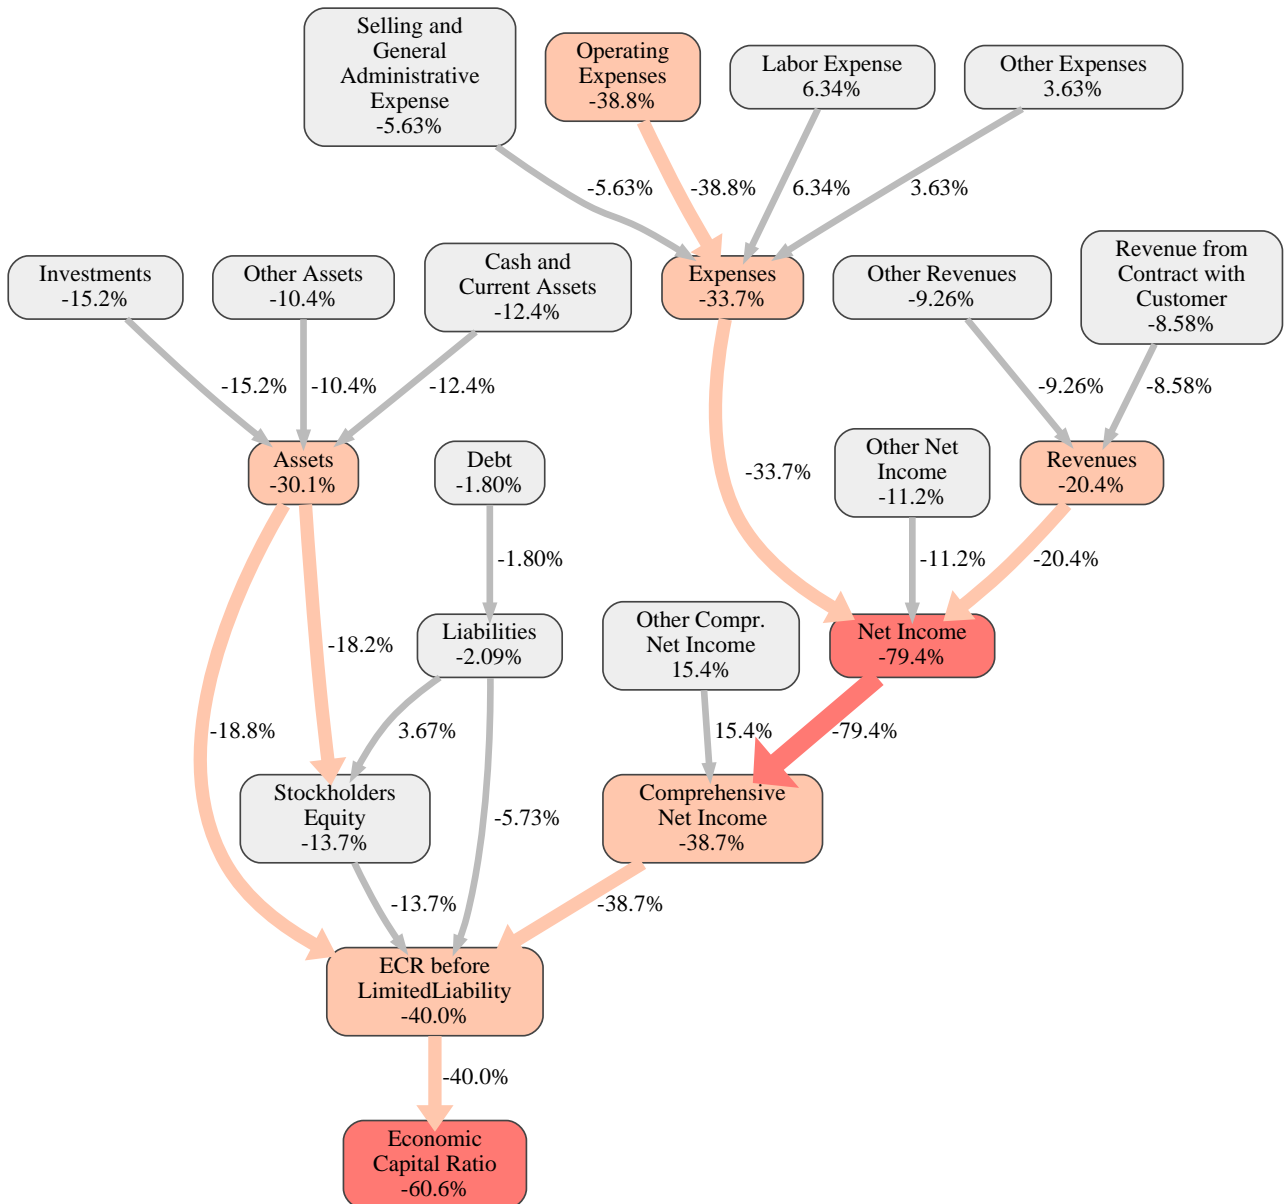 Selling and
General
Administrative
Expense
-5.63%
Operating
Expenses
-38.8%
Labor Expense
6.34%
Other Expenses
3.63%
-5.63%
-38.8%
6.34%
3.63%
Investments
-15.2%
Other Assets
-10.4%
Cash and
Current Assets
-12.4%
Expenses
-33.7%
Other Revenues
-9.26%
Revenue from
Contract with
Customer
-8.58%
-15.2%
-10.4%
-12.4%
-9.26%
-8.58%
Assets
-30.1%
Debt
-1.80%
-33.7%
Other Net
Income
-11.2%
Revenues
-20.4%
-1.80%
-11.2%
-20.4%
-18.2%
Liabilities
-2.09%
Other Compr.
Net Income
15.4%
Net Income
-79.4%
-18.8%
3.67%
15.4%
-79.4%
Stockholders
Equity
-13.7%
-5.73%
Comprehensive
Net Income
-38.7%
-13.7%
-38.7%
ECR before
LimitedLiability
-40.0%
-40.0%
Economic
Capital Ratio
-60.6%